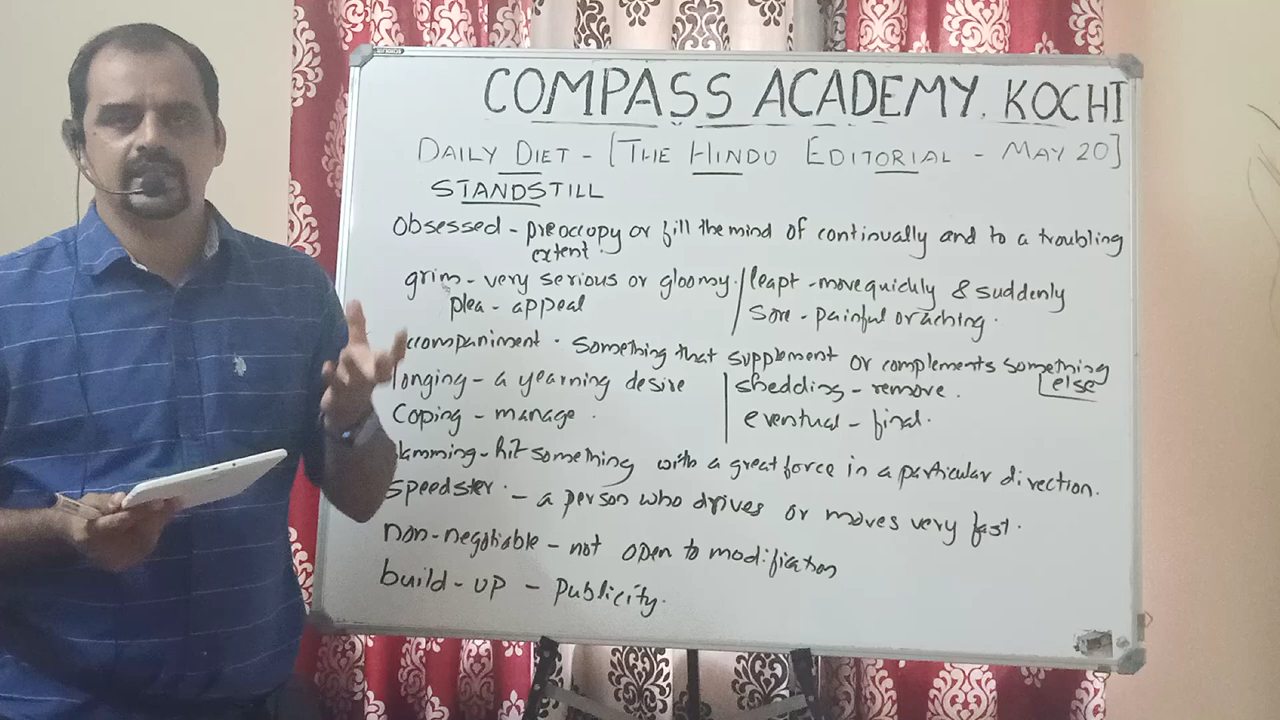 COMPASS ACADEMY, KOCHI
DAILY DIET - [THE HINDU EDITORIAL - MAY 20]
STANDSTILL
obsessed - preoccupy or fill the mind of continually and to a troubling
extent.
grim - very serious or gloomy. / leapt - move quickly & suddenly
plea - appeal / sore - painful or aching.
ccompaniment - something that supplement or complements something
else
longing - a yearning desire | shedding - remove.
coping - manage. | eventual - final.
lamming - hit something with a great force in a particular direction.
speedster - a person who drives or moves very fast.
non-negotiable - not open to modification
build-up - publicity.